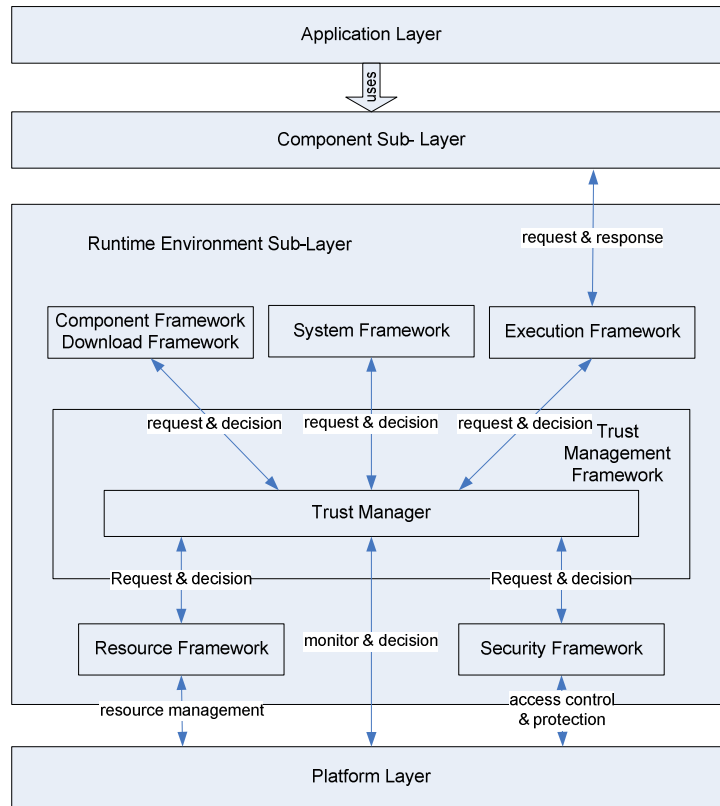 Application Layer
uses
Component Sub- Layer
request & response
Runtime Environment Sub-Layer
Component Framework
Download Framework
System Framework
Execution Framework
request & decision
request & decision
request & decision
Trust
Management
Framework
Trust Manager
Request & decision
Request & decision
Resource Framework
monitor & decision
Security Framework
resource management
access control
& protection
Platform Layer